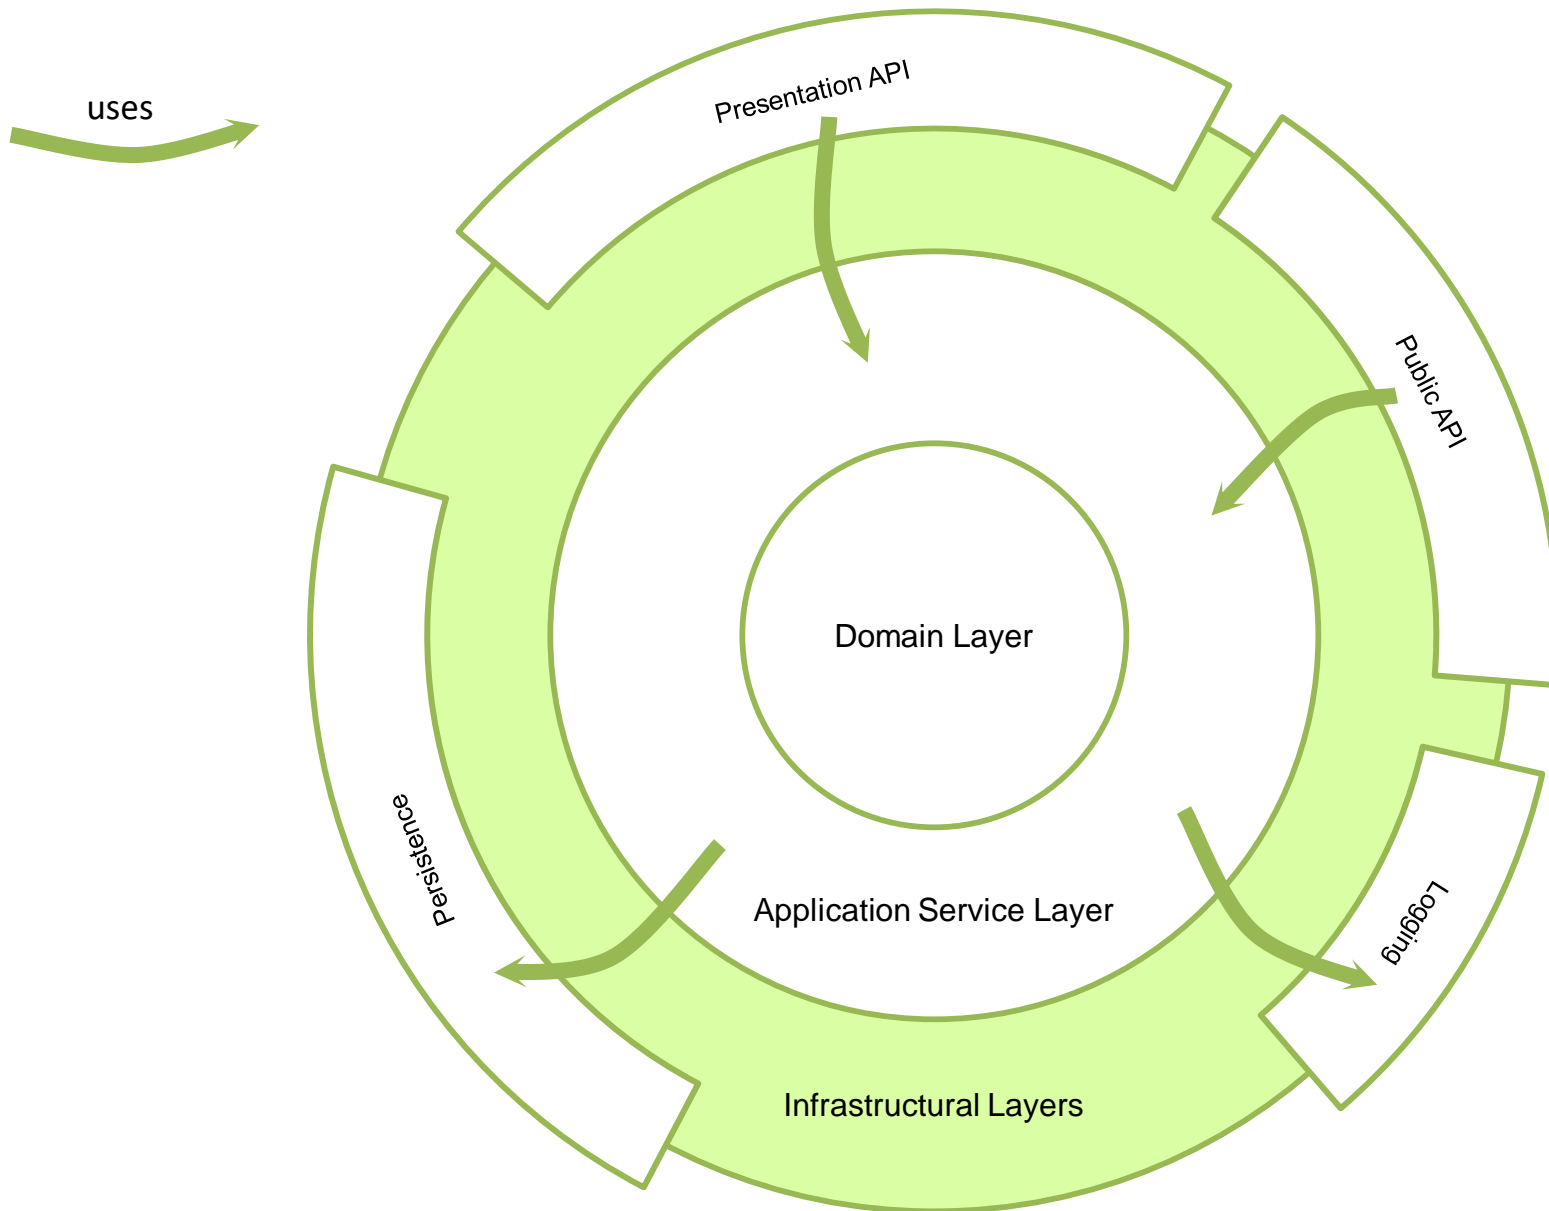 uses
Presentation API
Public API
Domain Layer
Persistence
Application Service Layer
Logging
Infrastructural Layers